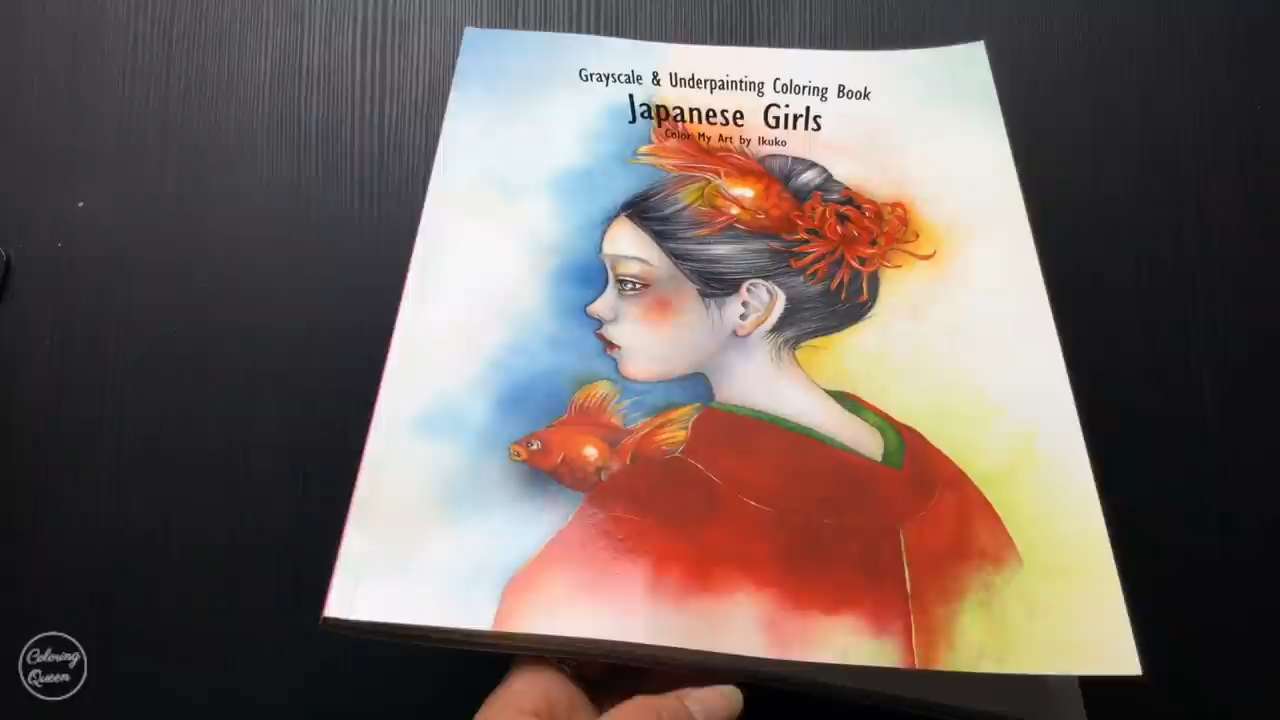 Grayscale & Underpainting Coloring Book
Japanese Girls
Color My Art by Ikuko
Coloring
Queen